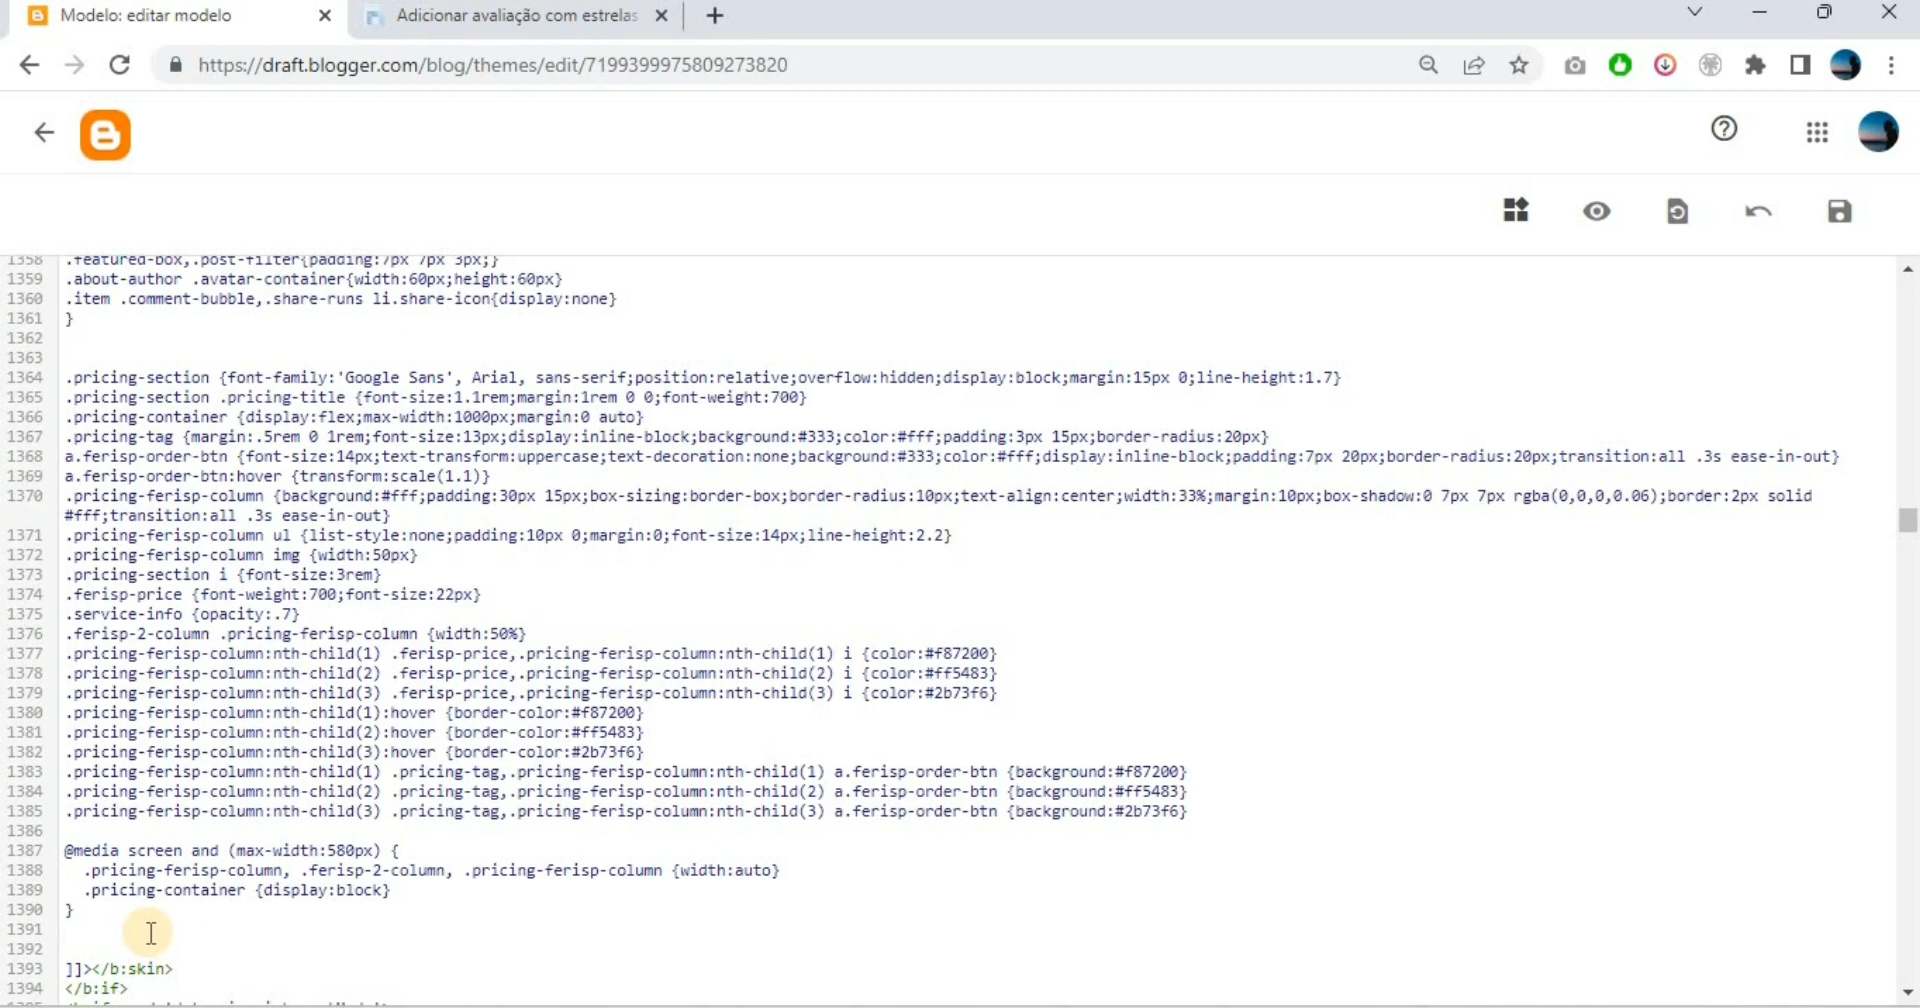 Modelo: editar modelo
Adicionar avaliação com estrelas
https://draft.blogger.com/blog/themes/edit/7199399975809273820
1358 .featured-box,.post-filter{padding:7px 7px 3px;}
1359 .about-author .avatar-container{width:60px;height:60px}
1360 .item .comment-bubble,.share-runs li.share-icon{display:none}
1361 }
1362
1363
1364 .pricing-section {font-family:'Google Sans', Arial, sans-serif;position:relative;overflow:hidden;display:block;margin:15px 0;line-height:1.7}
1365 .pricing-section .pricing-title {font-size:1.1rem;margin:1rem 0 0;font-weight:700}
1366 .pricing-container {display:flex;max-width:1000px;margin:0 auto}
1367 .pricing-tag {margin:.5rem 0 1rem;font-size:13px;display:inline-block;background:#333;color:#fff;padding:3px 15px;border-radius:20px}
1368 a.ferisp-order-btn {font-size:14px;text-transform:uppercase;text-decoration:none;background:#333;color:#fff;display:inline-block;padding:7px 20px;border-radius:20px;transition:all .3s ease-in-out}
1369 a.ferisp-order-btn:hover {transform:scale(1.1)}
1370 .pricing-ferisp-column {background:#fff;padding:30px 15px;box-sizing:border-box;border-radius:10px;text-align:center;width:33%;margin:10px;box-shadow:0 7px 7px rgba(0,0,0,0.06);border:2px solid
#fff;transition:all .3s ease-in-out}
1371 .pricing-ferisp-column ul {list-style:none;padding:10px 0;margin:0;font-size:14px;line-height:2.2}
1372 .pricing-ferisp-column img {width:50px}
1373 .pricing-section i {font-size:3rem}
1374 .ferisp-price {font-weight:700;font-size:22px}
1375 .service-info {opacity:.7}
1376 .ferisp-2-column .pricing-ferisp-column {width:50%}
1377 .pricing-ferisp-column:nth-child(1) .ferisp-price,.pricing-ferisp-column:nth-child(1) i {color:#f87200}
1378 .pricing-ferisp-column:nth-child(2) .ferisp-price,.pricing-ferisp-column:nth-child(2) i {color:#ff5483}
1379 .pricing-ferisp-column:nth-child(3) .ferisp-price,.pricing-ferisp-column:nth-child(3) i {color:#2b73f6}
1380 .pricing-ferisp-column:nth-child(1):hover {border-color:#f87200}
1381 .pricing-ferisp-column:nth-child(2):hover {border-color:#ff5483}
1382 .pricing-ferisp-column:nth-child(3):hover {border-color:#2b73f6}
1383 .pricing-ferisp-column:nth-child(1) .pricing-tag,.pricing-ferisp-column:nth-child(1) a.ferisp-order-btn {background:#f87200}
1384 .pricing-ferisp-column:nth-child(2) .pricing-tag,.pricing-ferisp-column:nth-child(2) a.ferisp-order-btn {background:#ff5483}
1385 .pricing-ferisp-column:nth-child(3) .pricing-tag,.pricing-ferisp-column:nth-child(3) a.ferisp-order-btn {background:#2b73f6}
1386
1387 @media screen and (max-width:580px) {
1388 .pricing-ferisp-column, .ferisp-2-column, .pricing-ferisp-column {width:auto}
1389 .pricing-container {display:block}
1390 }
1391
1392
1393 ]]></b:skin>
1394 </b:if>